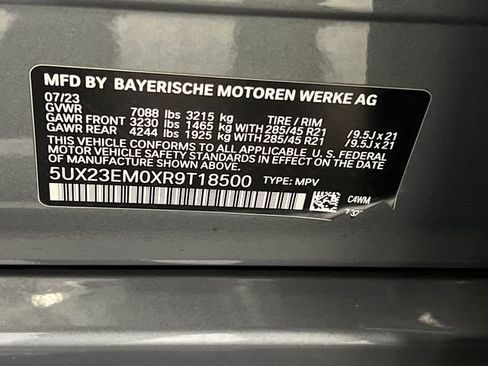 MFD BY BAYERISCHE MOTOREN WERKE AG
07/23
GVWR 7088 lbs 3215 kg TIRE / RIM
GAWR FRONT 3230 lbs 1465 kg WITH 285/45 R21 /9.5J x 21
GAWR REAR 4244 lbs 1925 kg WITH 285/45 R21 /9.5J x 21
THIS VEHICLE CONFORMS TO ALL APPLICABLE U.S. FEDERAL
MOTOR VEHICLE SAFETY STANDARDS IN EFFECT ON THE
DATE OF MANUFACTURE SHOWN ABOVE.
5UX23EM0XR9T18500 TYPE: MPV
C4WM